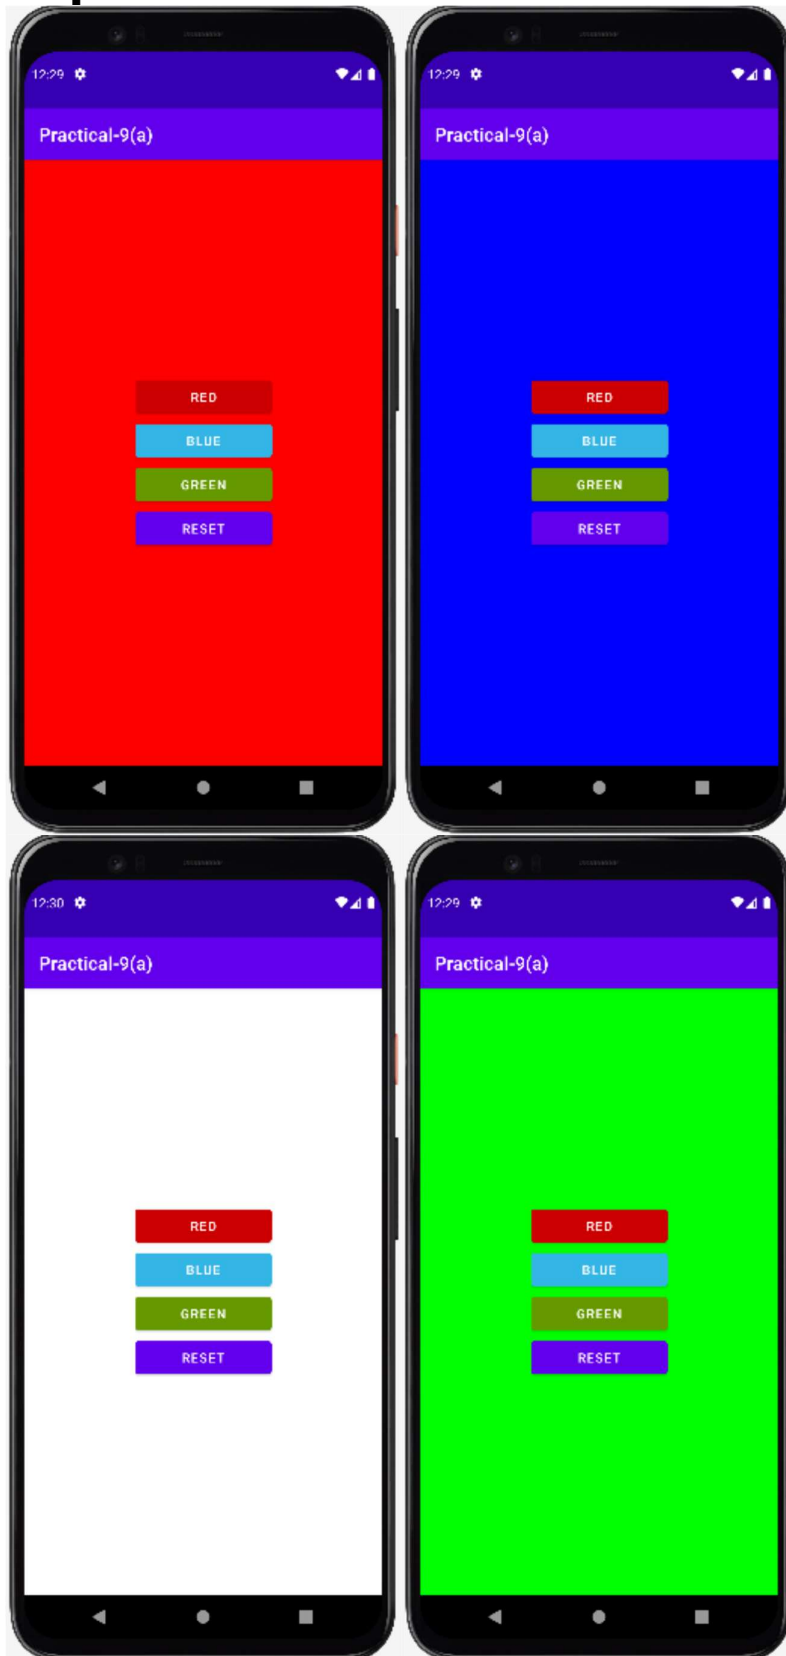 12:29
Practical-9(a)
RED
BLUE
GREEN
RESET
12:29
Practical-9(a)
RED
BLUE
GREEN
RESET
12:30
Practical-9(a)
RED
BLUE
GREEN
RESET
12:29
Practical-9(a)
RED
BLUE
GREEN
RESET